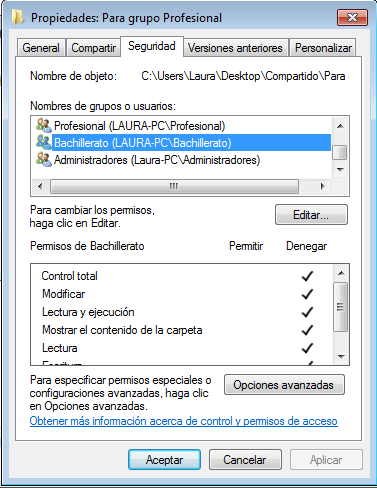 Propiedades: Para grupo Profesional
General Compartir Seguridad Versiones anteriores Personalizar
Nombre de objeto: C:\Users\Laura\Desktop\Compartido\Para
Nombres de grupos o usuarios:
Profesional (LAURA-PC\Profesional)
Bachillerato (LAURA-PC\Bachillerato)
Administradores (Laura-PC\Administradores)
Para cambiar los permisos,
haga clic en Editar.
Editar...
Permisos de Bachillerato Permitir Denegar
Control total
Modificar
Lectura y ejecución
Mostrar el contenido de la carpeta
Lectura
Escritura
Para especificar permisos especiales o
configuraciones avanzadas, haga clic
en Opciones avanzadas.
Opciones avanzadas
Obtener más información acerca de control y permisos de acceso
Aceptar Cancelar Aplicar